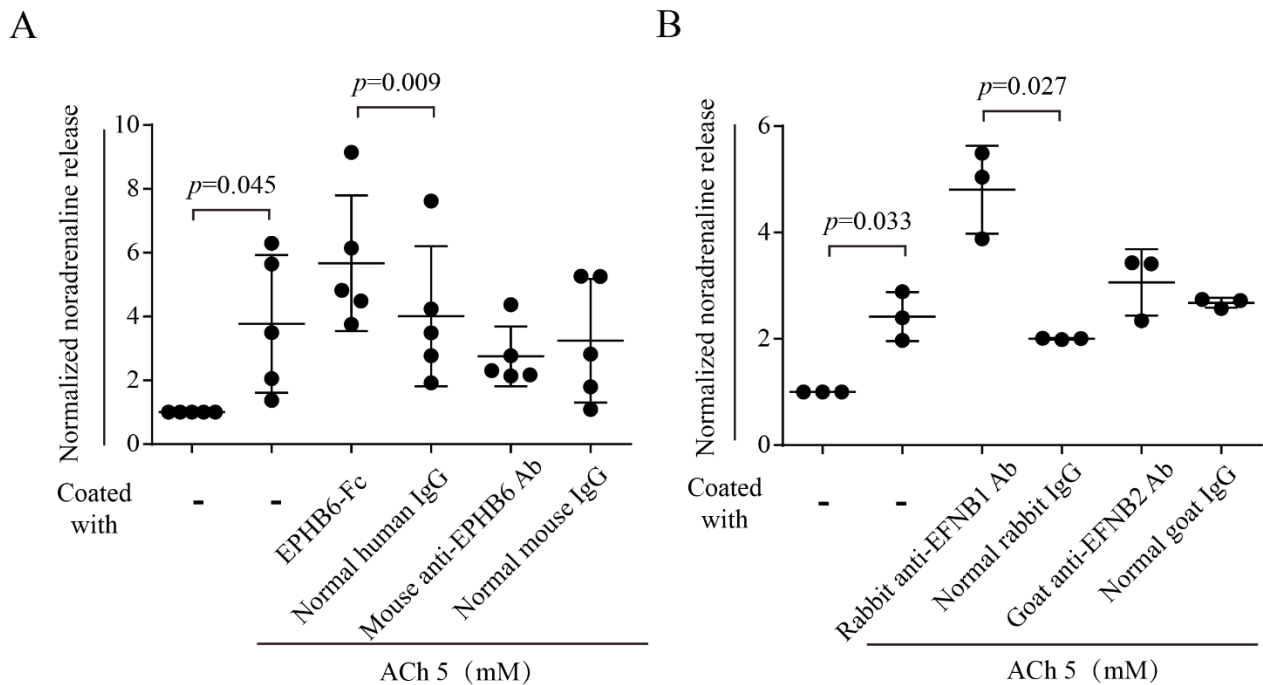 A
Normalized noradrenaline release
10
8
6
4
2
0
p=0.045
p=0.009
Coated
with
-
-
EPHB6-Fc
Normal human IgG
Mouse anti-EPHB6 Ab
Normal mouse IgG
ACh 5 (mM)
B
Normalized noradrenaline release
6
4
2
0
p=0.033
p=0.027
Coated
with
-
-
Rabbit anti-EFNB1 Ab
Normal rabbit IgG
Goat anti-EFNB2 Ab
Normal goat IgG
ACh 5 (mM)